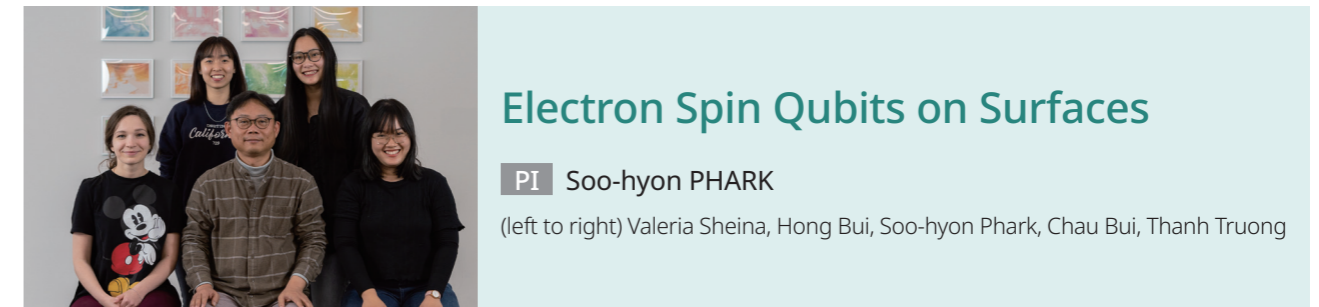 California
Electron Spin Qubits on Surfaces
PI Soo-hyon PHARK
(left to right) Valeria Sheina, Hong Bui, Soo-hyon Phark, Chau Bui, Thanh Truong